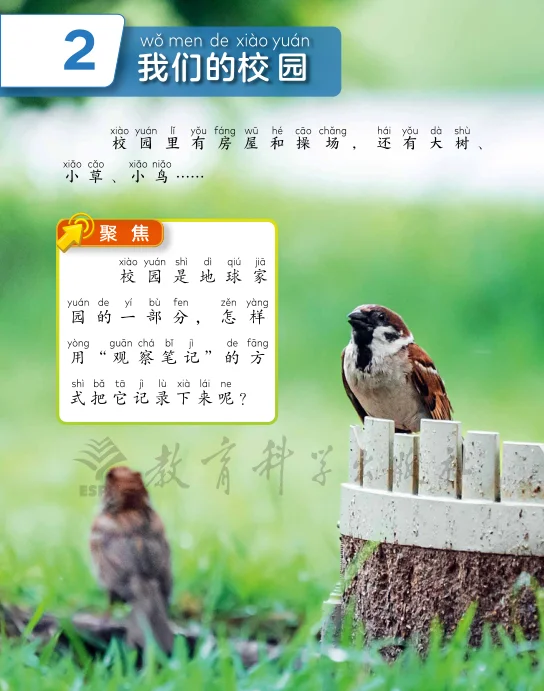 2
wǒ men de xiào yuán
我们的校园
xiào yuán lǐ yǒu fáng wū hé cāo chǎng hái yǒu dà shù
校园里有房屋和操场，还有大树、
xiǎo cǎo xiǎo niǎo
小草、小鸟……
聚焦
xiào yuán shì dì qiú jiā
校园是地球家
yuán de yí bù fen zěn yàng
园的一部分，怎样
yòng guān chá bǐ jì de fāng
用“观察笔记”的方
shì bǎ tā jì lù xià lái ne
式把它记录下来呢？
教育科学出版社